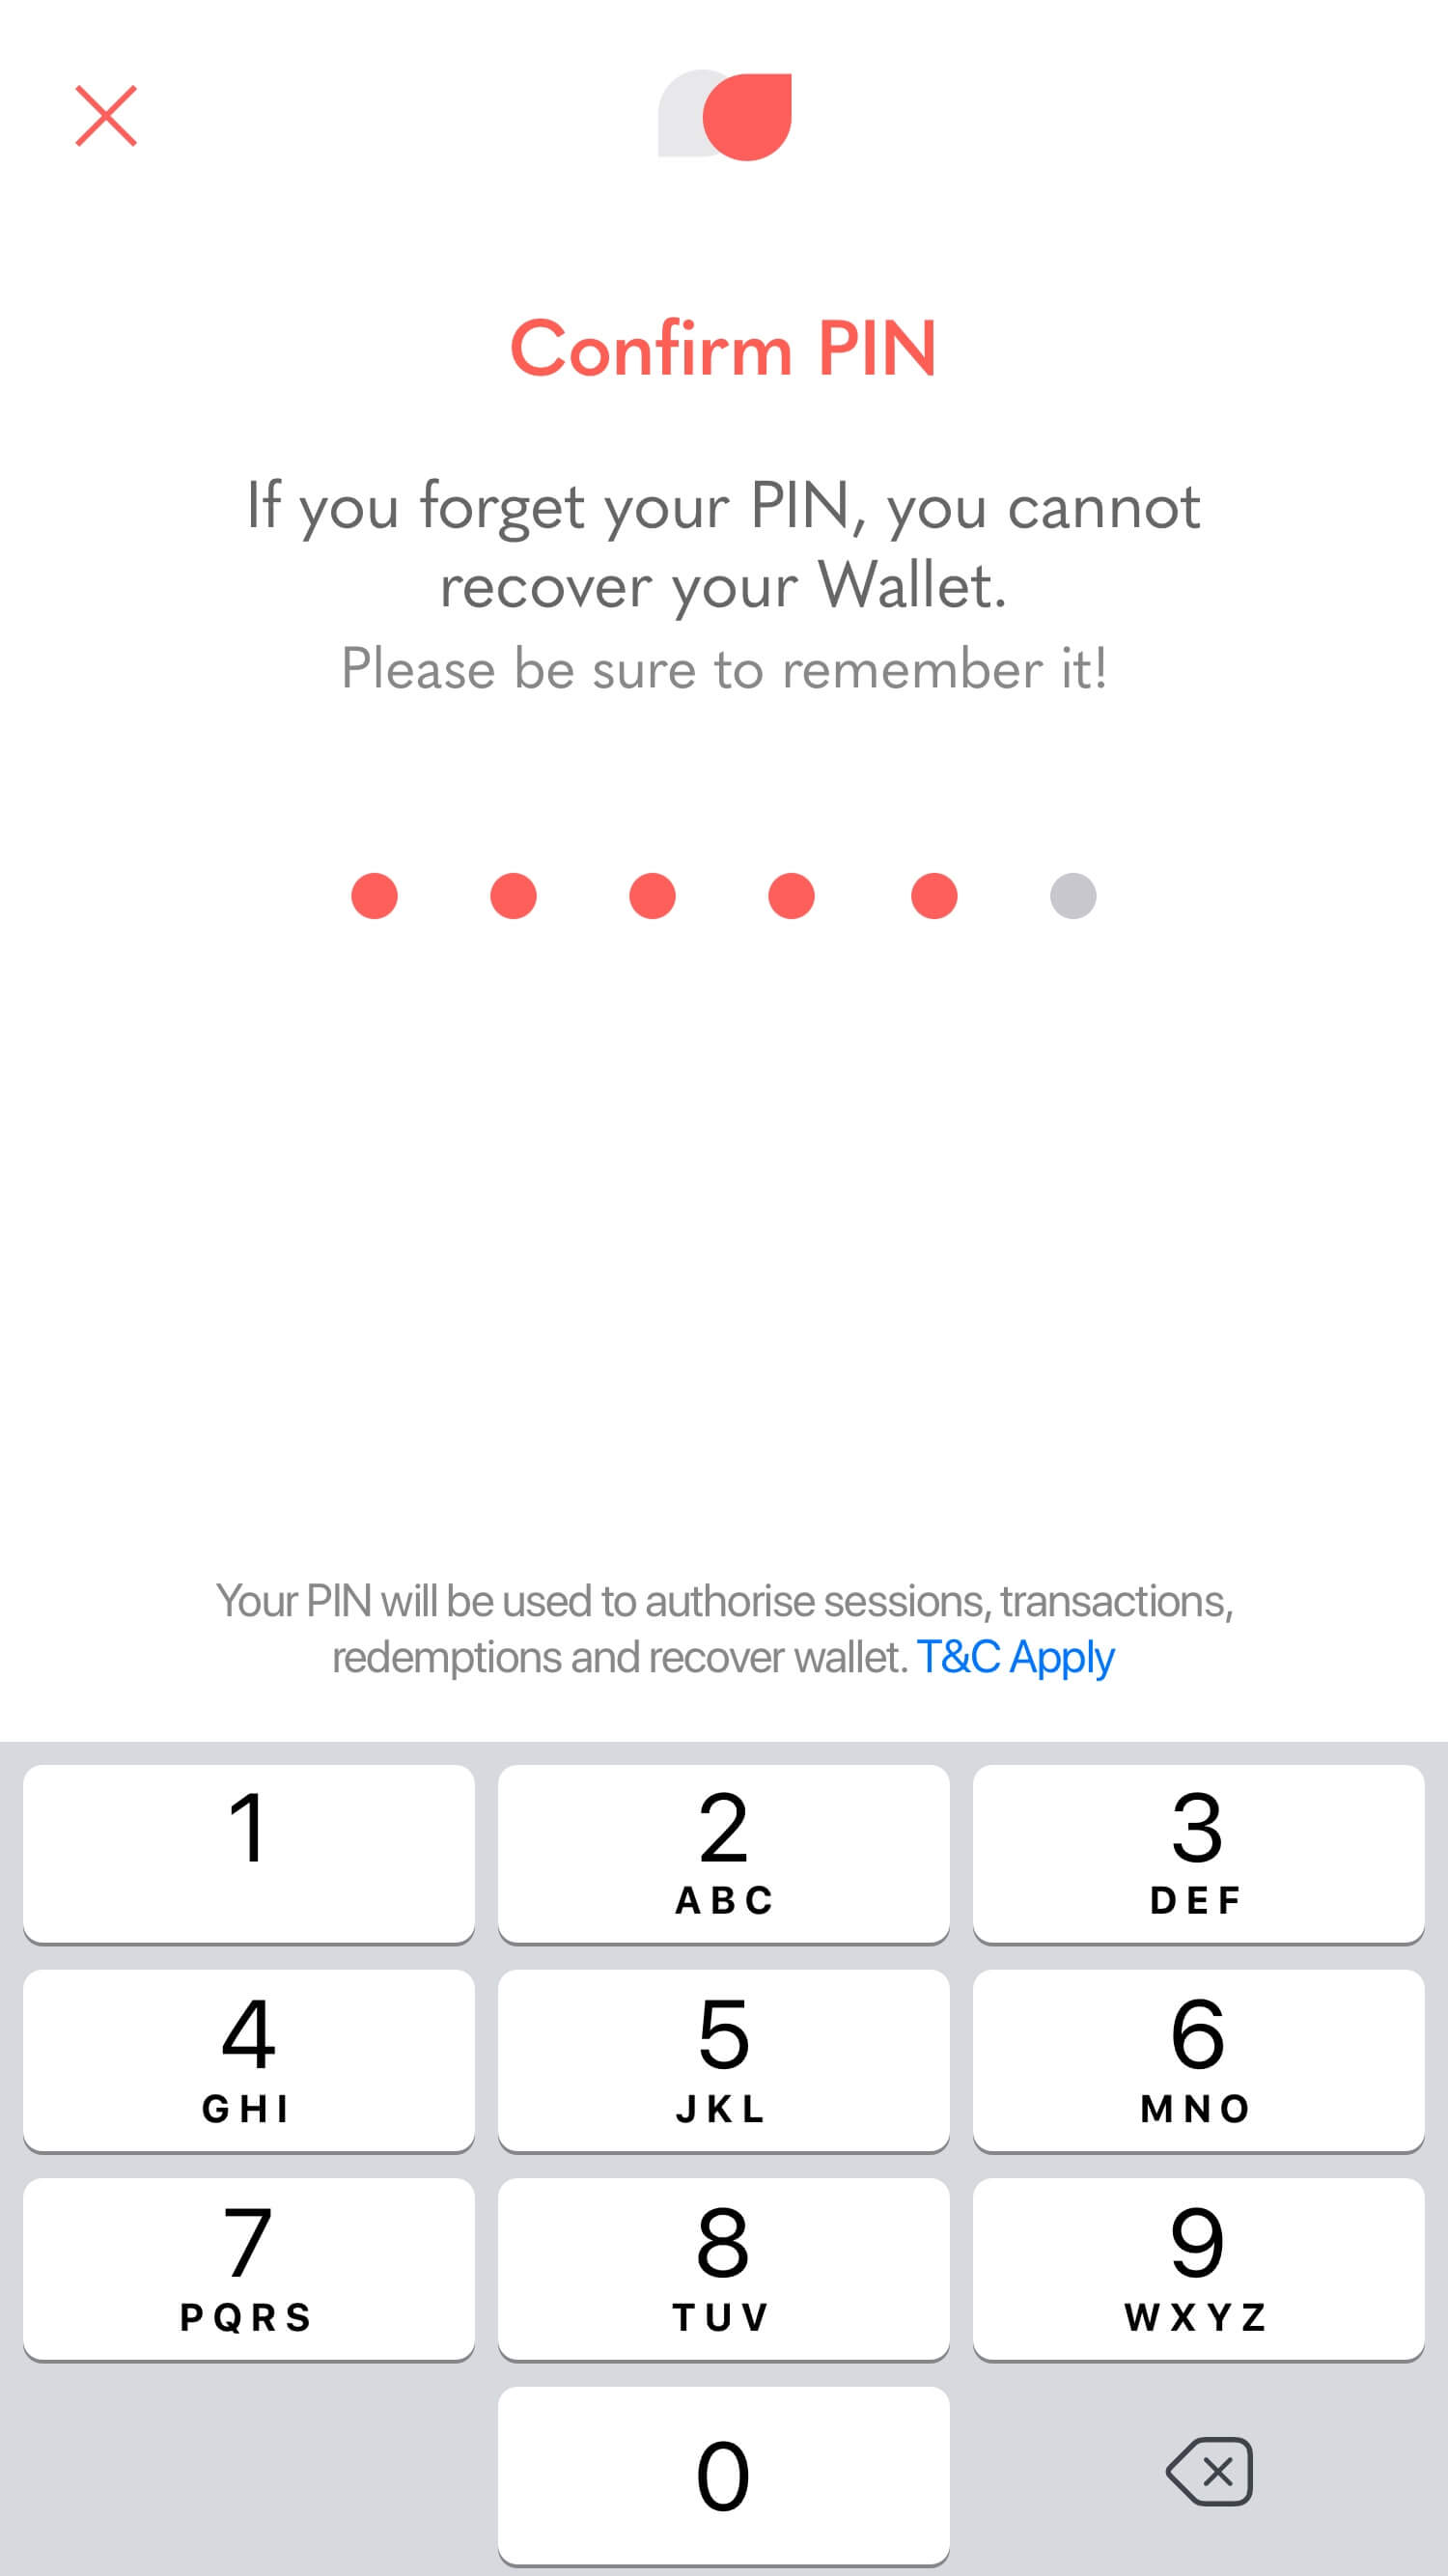 Confirm PIN
If you forget your PIN, you cannot
recover your Wallet.
Please be sure to remember it!
Your PIN will be used to authorise sessions, transactions,
redemptions and recover wallet. T&C Apply
1 2 3
ABC DEF
4 5 6
GHI JKL MNO
7 8 9
PQRS TUV WXYZ
0